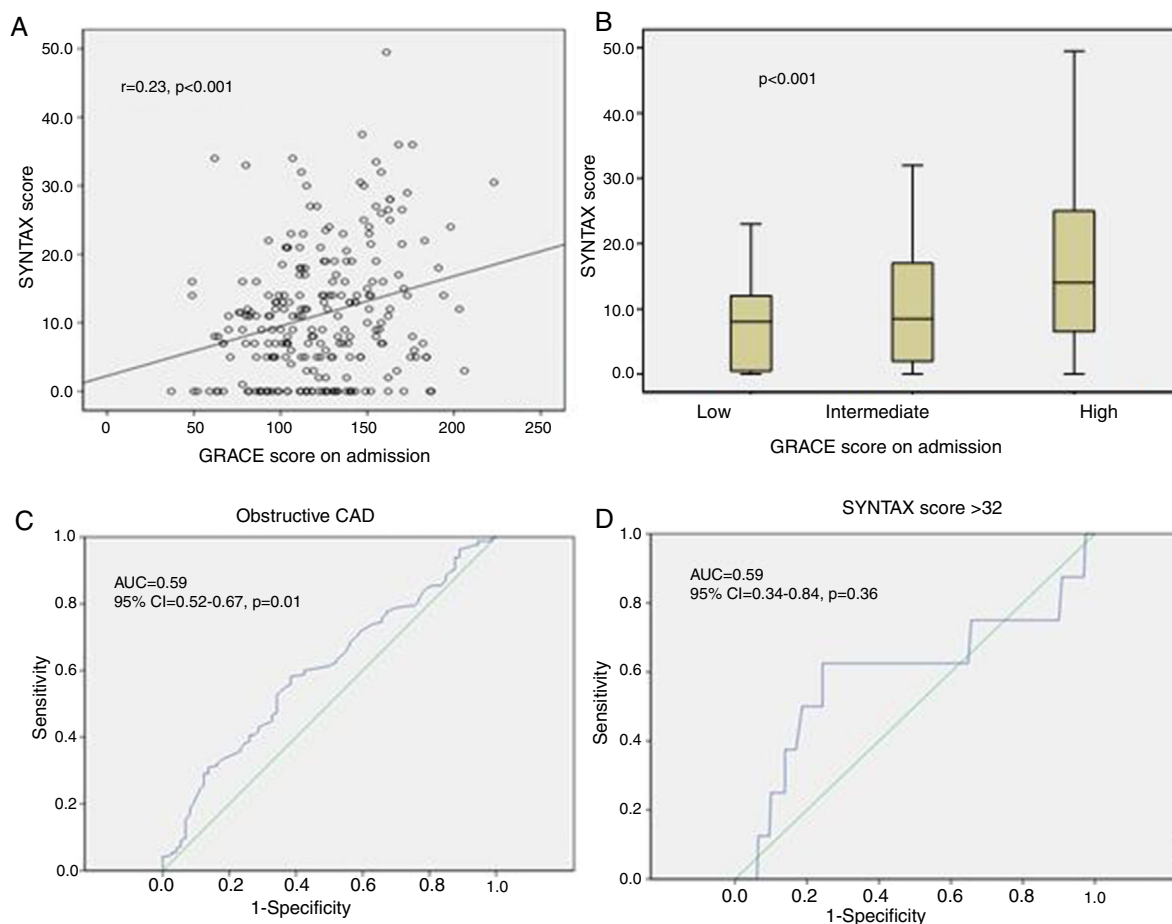 A
50.0
40.0
30.0
20.0
10.0
0.0
SYNTAX score
r=0.23, p<0.001
0 50 100 150 200 250
GRACE score on admission
B
50.0
40.0
30.0
20.0
10.0
0.0
SYNTAX score
p<0.001
Low Intermediate High
GRACE score on admission
C
Obstructive CAD
1.0
0.8
0.6
0.4
0.2
0.0
Sensitivity
AUC=0.59
95% CI=0.52-0.67, p=0.01
0.0 0.2 0.4 0.6 0.8 1.0
1-Specificity
D
SYNTAX score >32
1.0
0.8
0.6
0.4
0.2
0.0
Sensitivity
AUC=0.59
95% CI=0.34-0.84, p=0.36
0.0 0.2 0.4 0.6 0.8 1.0
1-Specificity